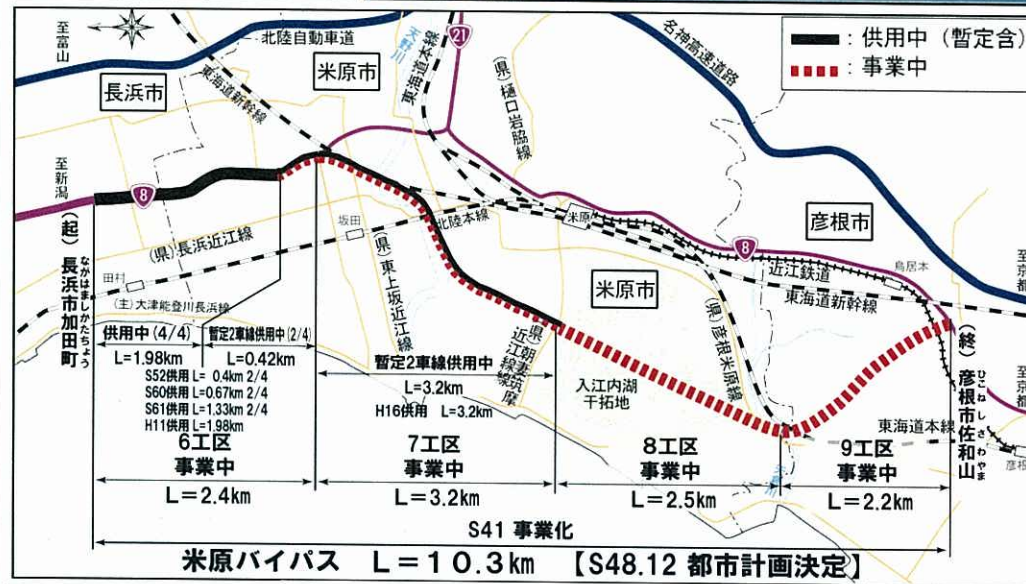 至富山
北陸自動車道
長浜市
東海道新幹線
米原市
天野川
東海道本線
21
(県)樋口岩脇線
名神高速道路
:供用中(暫定含)
:事業中
至新潟
8
(起)長浜市加田町
ながはましかたちょう
(県)長浜近江線
田村
(主)大津能登川長浜線
坂田
北陸本線
(県)東上坂近江線
米原
米原市
8
彦根市
近江鉄道
鳥居本
東海道新幹線
至京都
(県)彦根米原線
(県)朝妻筑摩近江線
入江内湖
干拓地
(終)彦根市佐和山
ひこねしさわやま
至京都
東海道本線
彦根
供用中(4/4)
L=1.98km
暫定2車線供用中(2/4)
L=0.42km
S52供用 L= 0.4km 2/4
S60供用 L=0.67km 2/4
S61供用 L=1.33km 2/4
H11供用 L=1.98km
暫定2車線供用中
L=3.2km
H16供用 L=3.2km
6工区
事業中
L=2.4km
7工区
事業中
L=3.2km
8工区
事業中
L=2.5km
9工区
事業中
L=2.2km
S41 事業化
米原バイパス L=10.3km 【S48.12 都市計画決定】